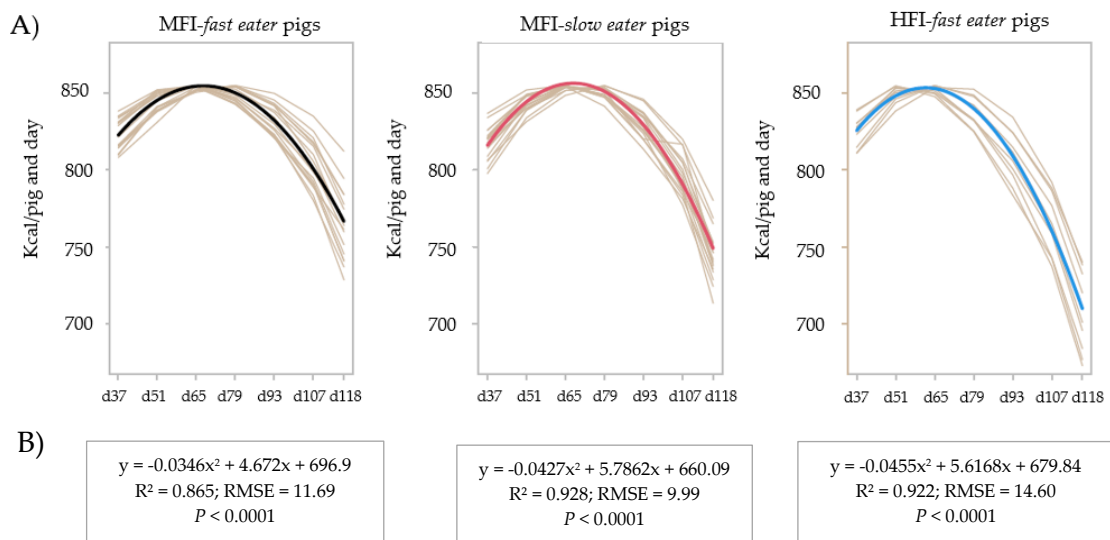 A)
MFI-fast eater pigs
MFI-slow eater pigs
HFI-fast eater pigs
Kcal/pig and day
850
800
750
700
d37 d51 d65 d79 d93 d107 d118
Kcal/pig and day
850
800
750
700
d37 d51 d65 d79 d93 d107 d118
Kcal/pig and day
850
800
750
700
d37 d51 d65 d79 d93 d107 d118
B)
y = -0.0346x² + 4.672x + 696.9
R² = 0.865; RMSE = 11.69
P < 0.0001
y = -0.0427x² + 5.7862x + 660.09
R² = 0.928; RMSE = 9.99
P < 0.0001
y = -0.0455x² + 5.6168x + 679.84
R² = 0.922; RMSE = 14.60
P < 0.0001